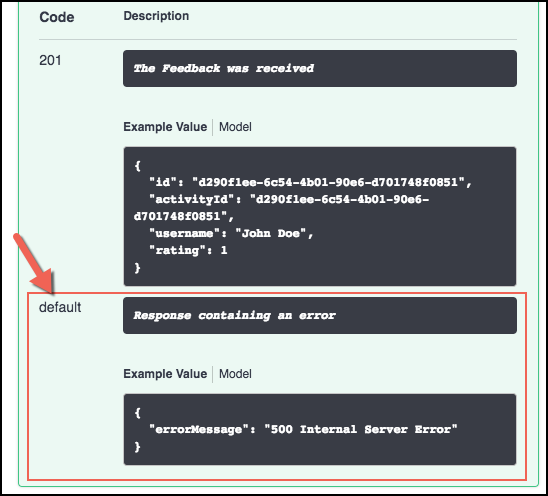 Code Description
201 The Feedback was received
Example Value Model
{
"id": "d290f1ee-6c54-4b01-90e6-d701748f0851",
"activityId": "d290f1ee-6c54-4b01-90e6-
d701748f0851",
"username": "John Doe",
"rating": 1
}
default Response containing an error
Example Value Model
{
"errorMessage": "500 Internal Server Error"
}